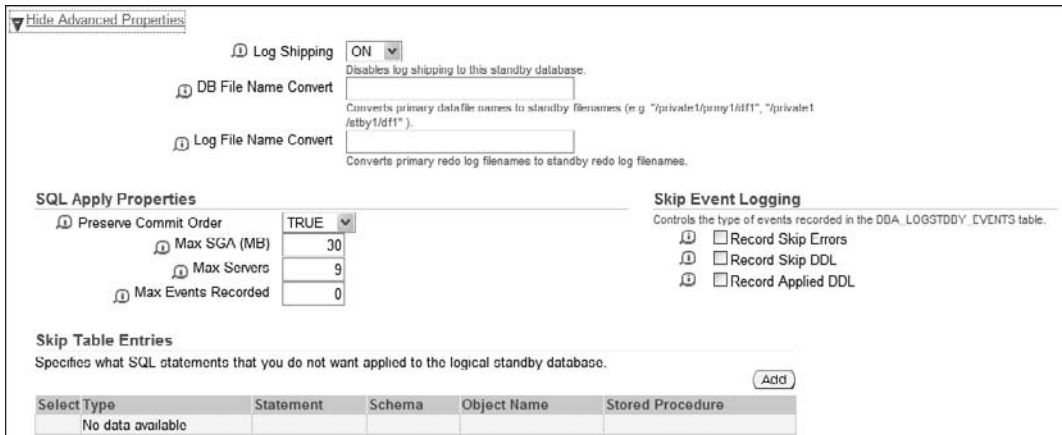 Hide Advanced Properties
Log Shipping ON
Disables log shipping to this standby database.
DB File Name Convert
Converts primary datafile names to standby filenames (e.g. "/private1/prmy1/df1", "/private1
/stby1/df1" ).
Log File Name Convert
Converts primary redo log filenames to standby redo log filenames.
SQL Apply Properties
Preserve Commit Order TRUE
Max SGA (MB) 30
Max Servers 9
Max Events Recorded 0
Skip Event Logging
Controls the type of events recorded in the DBA_LOGSTDBY_EVENTS table.
Record Skip Errors
Record Skip DDL
Record Applied DDL
Skip Table Entries
Specifies what SQL statements that you do not want applied to the logical standby database.
Add
Select Type Statement Schema Object Name Stored Procedure
No data available